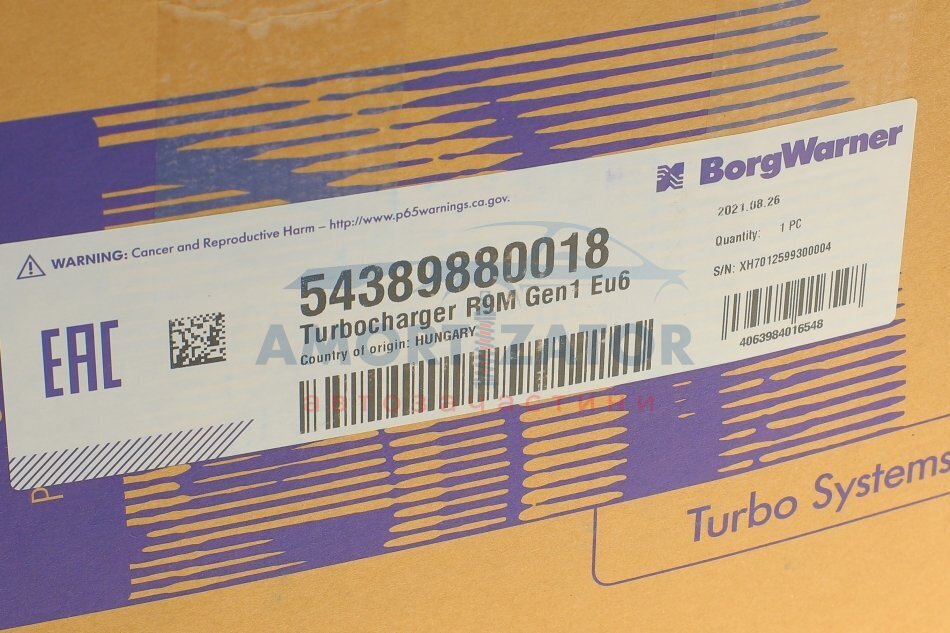 BorgWarner
2021.08.26
Quantity: 1 PC
S/N: XH7012599300004
4063984016548
WARNING: Cancer and Reproductive Harm – http://www.p65warnings.ca.gov.
54389880018
Turbocharger R9M Gen1 Eu6
Country of origin: HUNGARY
EAC
AMORTIZATOR
автозапчастини
Turbo Systems